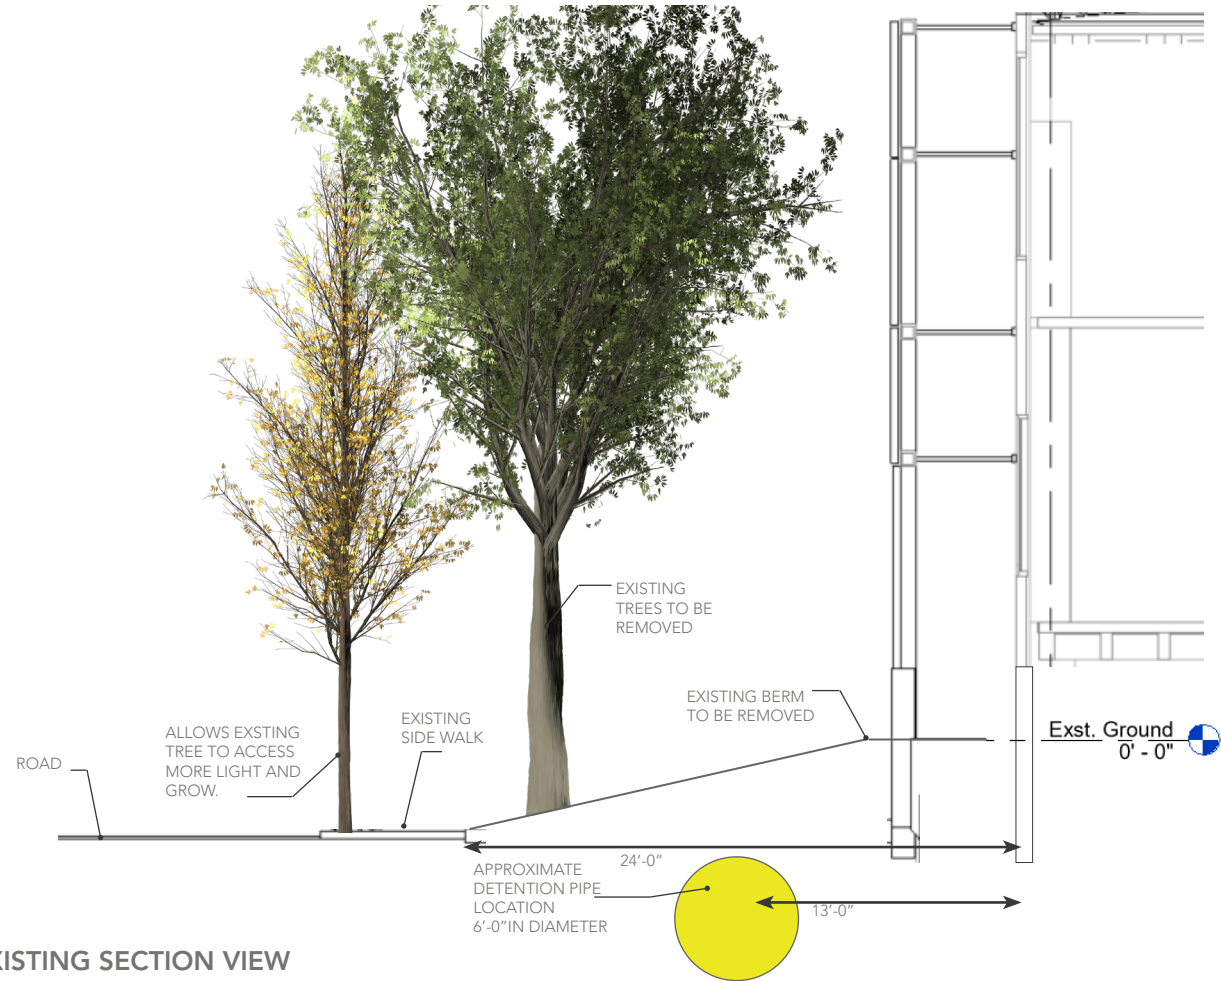 EXISTING
TREES TO BE
REMOVED
EXISTING BERM
TO BE REMOVED
EXISTING
SIDE WALK
ALLOWS EXSTING
TREE TO ACCESS
MORE LIGHT AND
GROW.
ROAD
Exst. Ground
0' - 0"
24'-0"
APPROXIMATE
DETENTION PIPE
LOCATION
6'-0"IN DIAMETER
13'-0"
XISTING SECTION VIEW